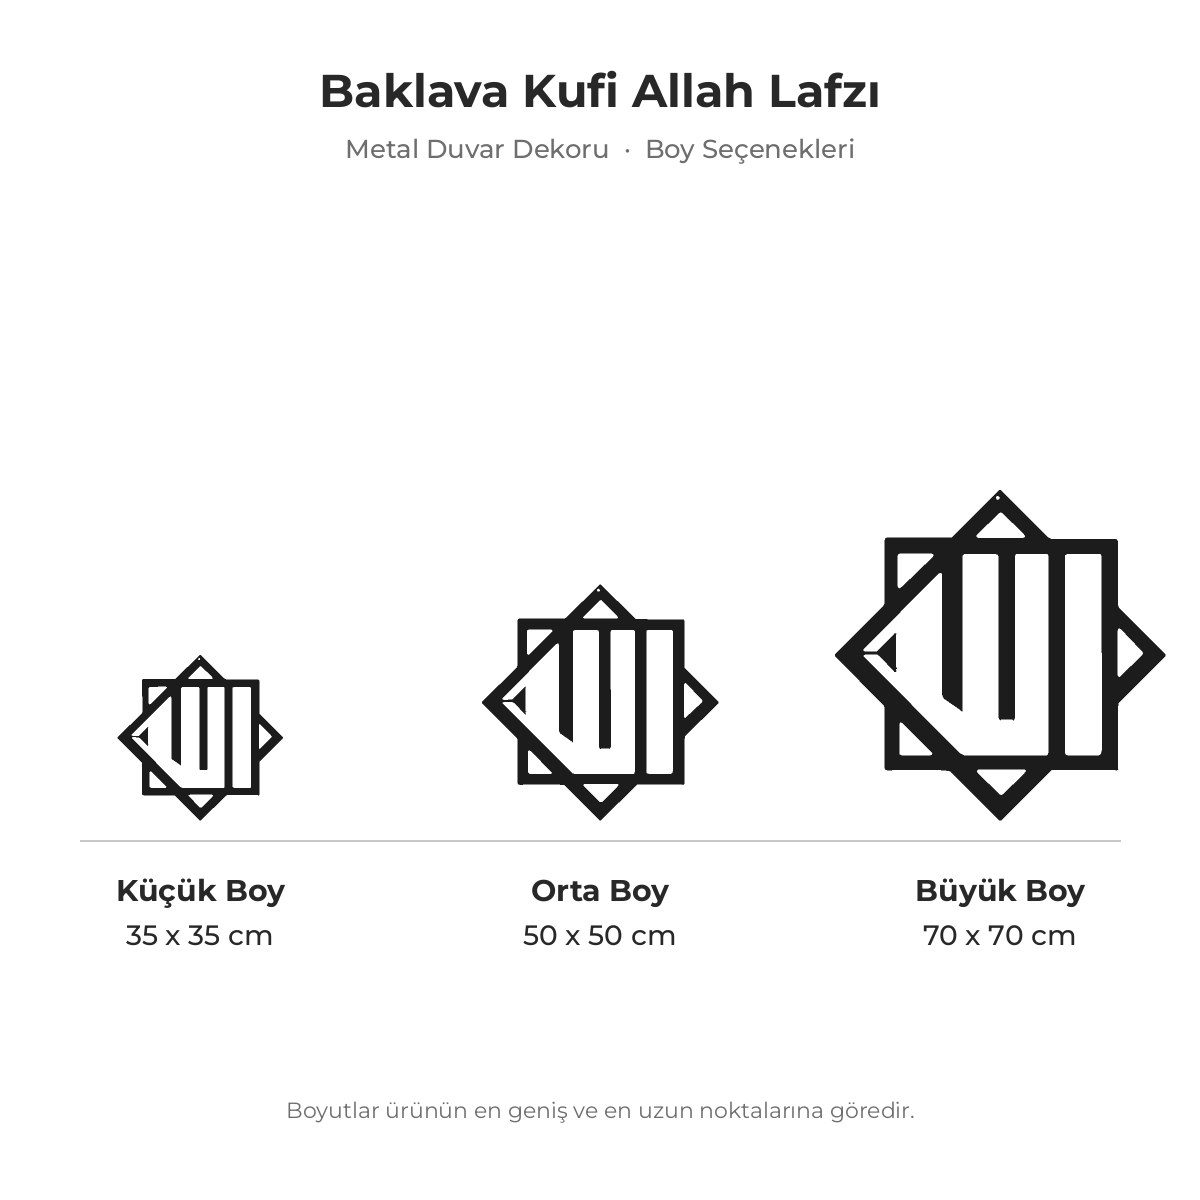 Baklava Kufi Allah Lafzı
Metal Duvar Dekoru · Boy Seçenekleri
Küçük Boy
35 x 35 cm
Orta Boy
50 x 50 cm
Büyük Boy
70 x 70 cm
Boyutlar ürünün en geniş ve en uzun noktalarına göredir.